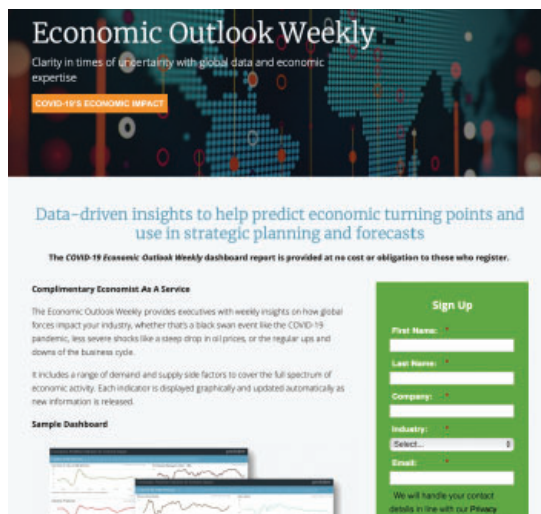 Economic Outlook Weekly
Clarity in times of uncertainty with global data and economic
expertise
COVID-19'S ECONOMIC IMPACT
Data-driven insights to help predict economic turning points and
use in strategic planning and forecasts
The COVID-19 Economic Outlook Weekly dashboard report is provided at no cost or obligation to those who register.
Complimentary Economist As A Service
The Economic Outlook Weekly provides executives with weekly insights on how global
forces impact your industry, whether that's a black swan event like the COVID-19
pandemic, less severe shocks like a steep drop in oil prices, or the regular ups and
downs of the business cycle.
It includes a range of demand and supply side factors to cover the full spectrum of
economic activity. Each indicator is displayed graphically and updated automatically as
new information is released.
Sample Dashboard
Sign Up
First Name: *
Last Name: *
Company: *
Industry: *
Select...
Email: *
We will handle your contact
details in line with our Privacy